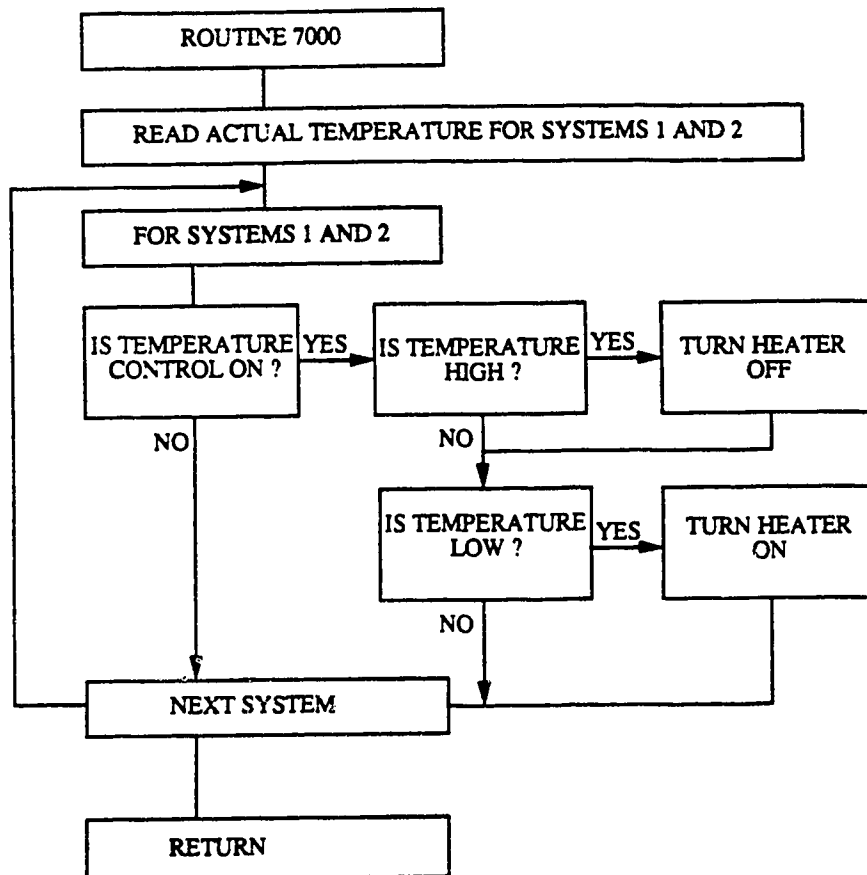 ROUTINE 7000
READ ACTUAL TEMPERATURE FOR SYSTEMS 1 AND 2
FOR SYSTEMS 1 AND 2
IS TEMPERATURE
CONTROL ON ?
YES
IS TEMPERATURE
HIGH ?
YES
TURN HEATER
OFF
NO
NO
IS TEMPERATURE
LOW ?
YES
TURN HEATER
ON
NO
NEXT SYSTEM
RETURN